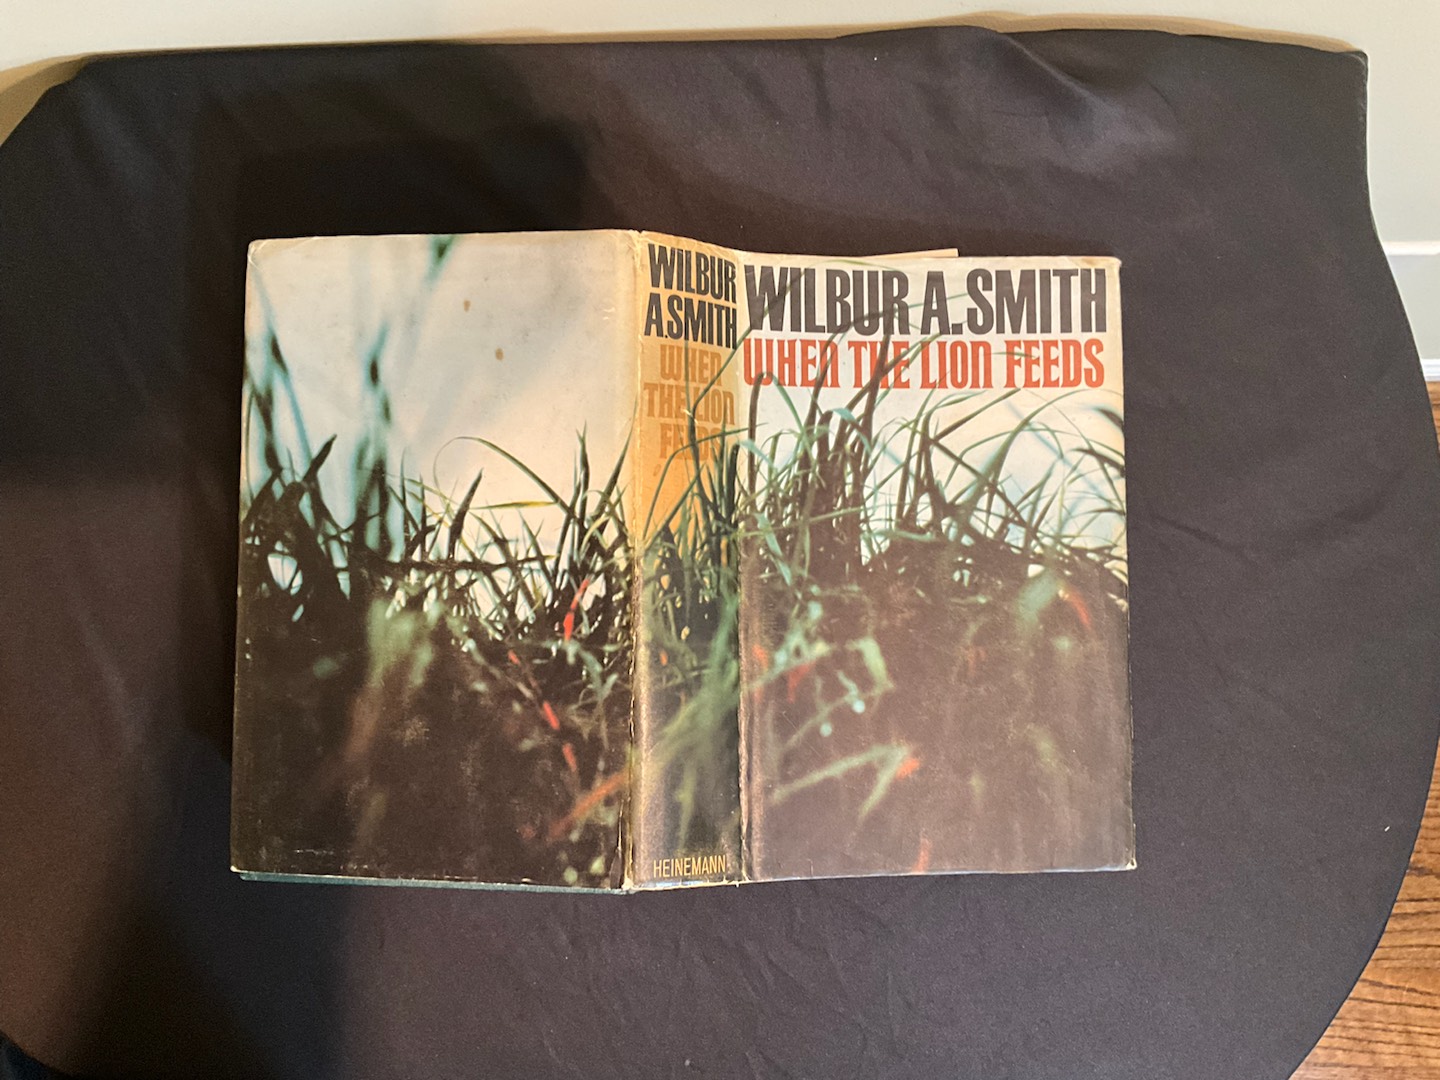 WILBUR
A.SMITH
WHEN
THE LION
FEEDS
HEINEMANN
WILBUR A.SMITH
WHEN THE LION FEEDS